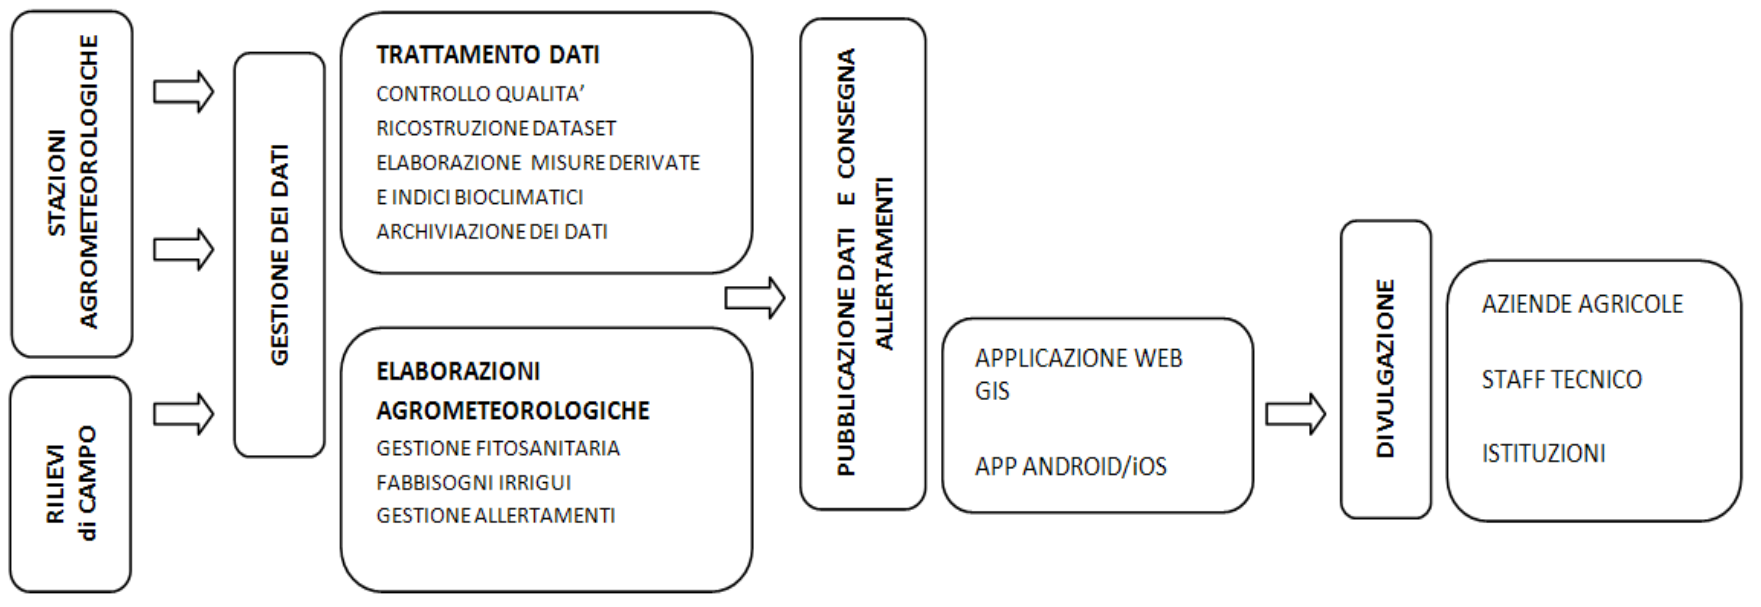 STAZIONI
AGROMETEOROLOGICHE
RILIEVI
di CAMPO
GESTIONE DEI DATI
TRATTAMENTO DATI
CONTROLLO QUALITA’
RICOSTRUZIONE DATASET
ELABORAZIONE MISURE DERIVATE
E INDICI BIOCLIMATICI
ARCHIVIAZIONE DEI DATI
ELABORAZIONI
AGROMETEOROLOGICHE
GESTIONE FITOSANITARIA
FABBISOGNI IRRIGUI
GESTIONE ALLERTAMENTI
PUBBLICAZIONE DATI E CONSEGNA
ALLERTAMENTI
APPLICAZIONE WEB
GIS
APP ANDROID/iOS
DIVULGAZIONE
AZIENDE AGRICOLE
STAFF TECNICO
ISTITUZIONI